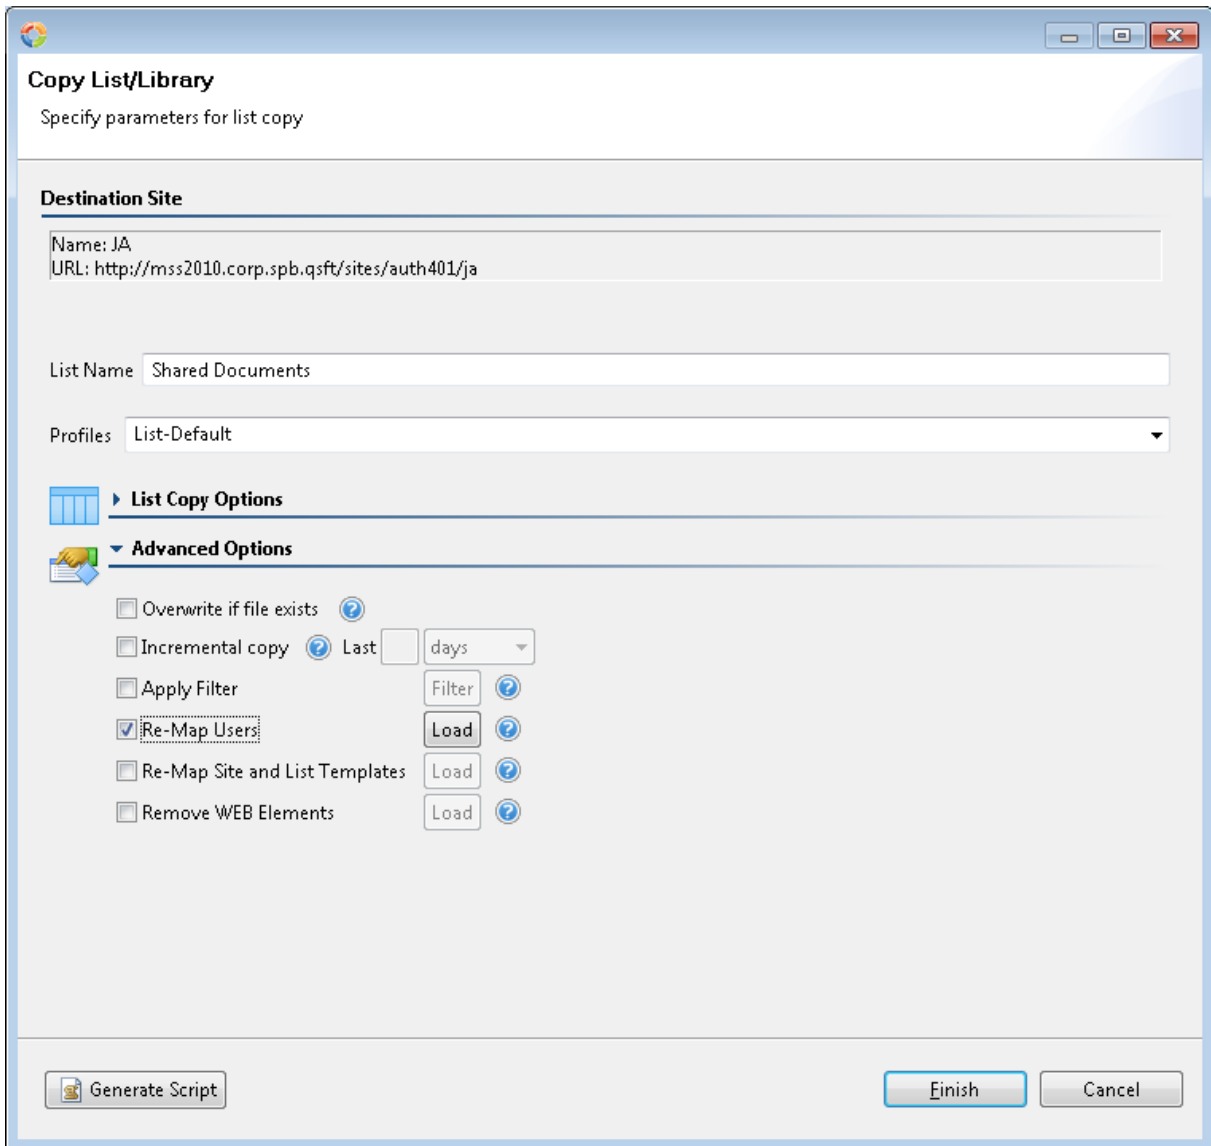 Copy List/Library
Specify parameters for list copy
Destination Site
Name: JA
URL: http://mss2010.corp.spb.qsft/sites/auth401/ja
List Name Shared Documents
Profiles List-Default
List Copy Options
Advanced Options
Overwrite if file exists ?
Incremental copy ? Last days
Apply Filter Filter ?
Re-Map Users Load ?
Re-Map Site and List Templates Load ?
Remove WEB Elements Load ?
Generate Script Finish Cancel